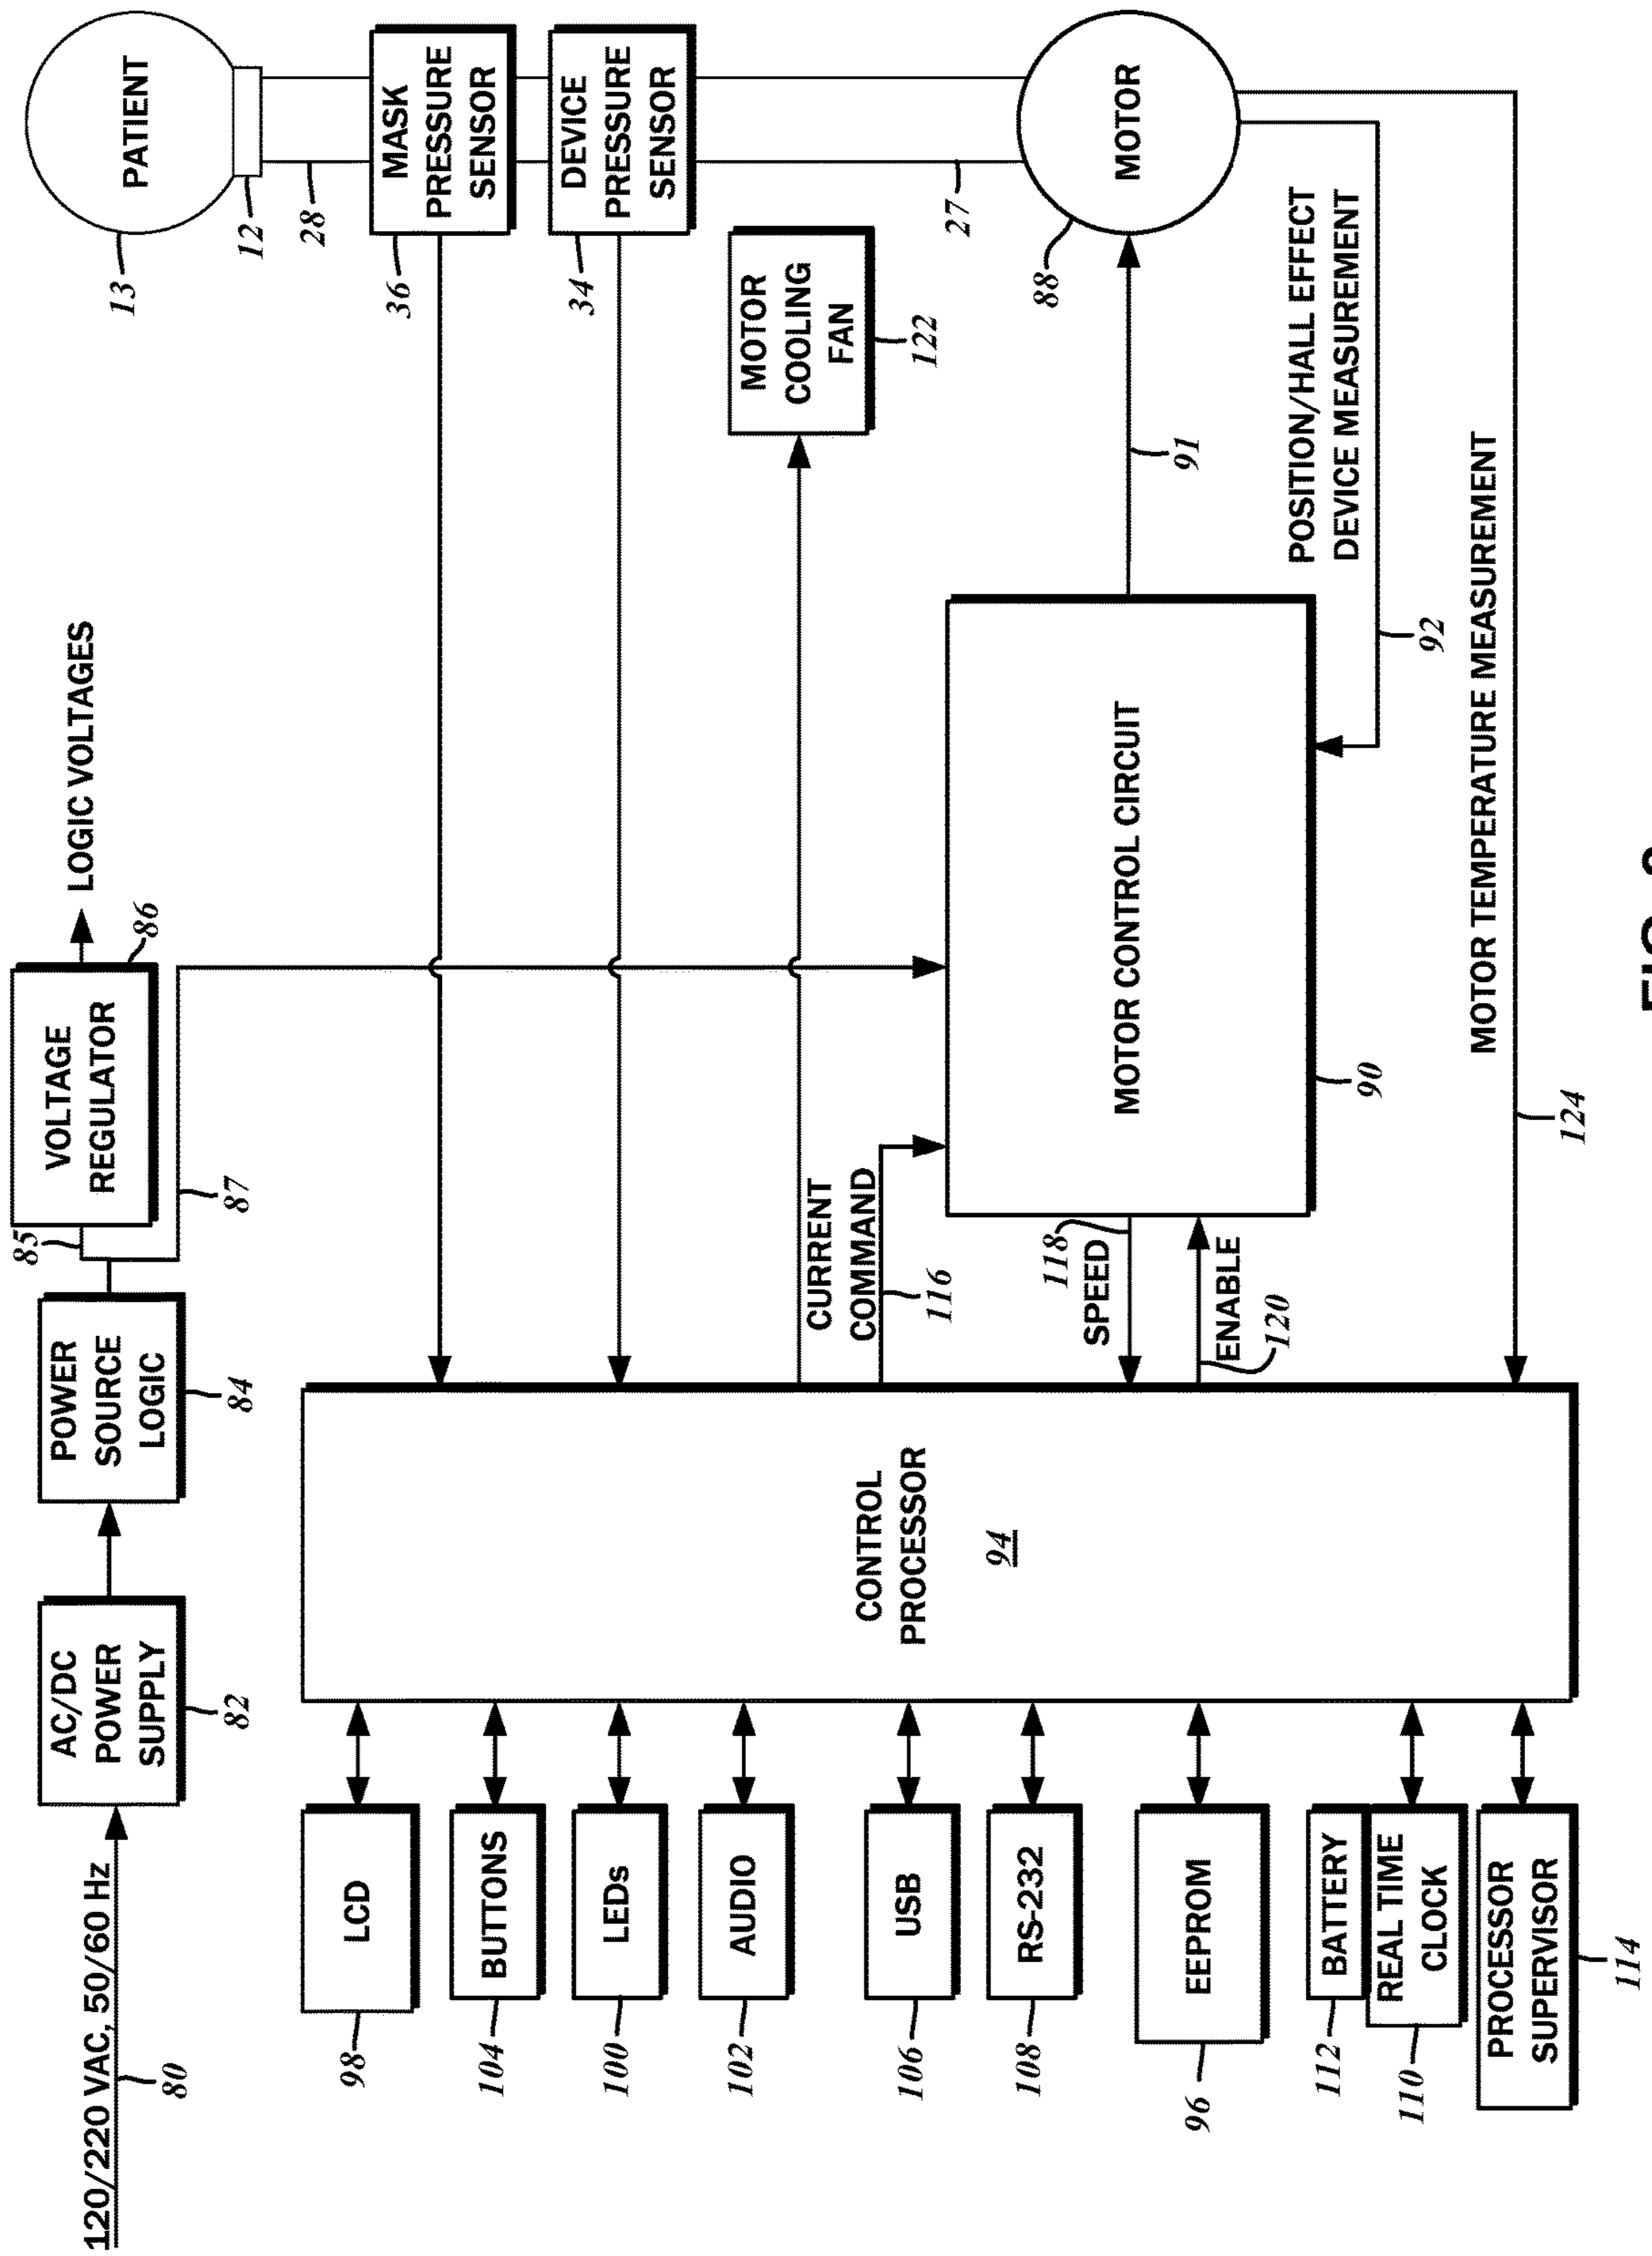 120/220 VAC, 50/60 Hz
80
AC/DC
POWER
SUPPLY
82
POWER
SOURCE
LOGIC
84
85
VOLTAGE
REGULATOR
86
87
LOGIC VOLTAGES
PATIENT
13
12
28
MASK
PRESSURE
SENSOR
36
DEVICE
PRESSURE
SENSOR
34
27
MOTOR
COOLING
FAN
122
MOTOR
88
91
POSITION/HALL EFFECT
DEVICE MEASUREMENT
92
MOTOR CONTROL CIRCUIT
90
CURRENT
COMMAND
116
118
SPEED
ENABLE
120
MOTOR TEMPERATURE MEASUREMENT
124
CONTROL
PROCESSOR
94
LCD
98
BUTTONS
104
LEDs
100
AUDIO
102
USB
106
RS-232
108
EEPROM
96
BATTERY
112
REAL TIME
CLOCK
110
PROCESSOR
SUPERVISOR
114